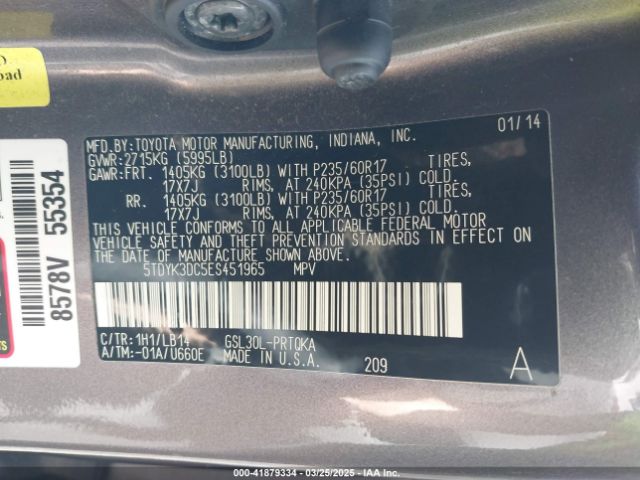 oad
8578V 55354
TS
MFD.BY:TOYOTA MOTOR MANUFACTURING, INDIANA, INC. 01/14
GVWR:2715KG (5995LB)
GAWR:FRT. 1405KG (3100LB) WITH P235/60R17 TIRES,
17X7J RIMS, AT 240KPA (35PSI) COLD.
RR. 1405KG (3100LB) WITH P235/60R17 TIRES,
17X7J RIMS, AT 240KPA (35PSI) COLD.
THIS VEHICLE CONFORMS TO ALL APPLICABLE FEDERAL MOTOR
VEHICLE SAFETY AND THEFT PREVENTION STANDARDS IN
EFFECT ON THE DATE OF MANUFACTURE SHOWN ABOVE.
5TDYK3DC5ES451965 MPV
C/TR:1H1/LB14 GSL30L-PRTQKA
A/TM:-01A/U660E MADE IN U.S.A. 209 A
000-41879334 - 03/25/2025 - IAA Inc.